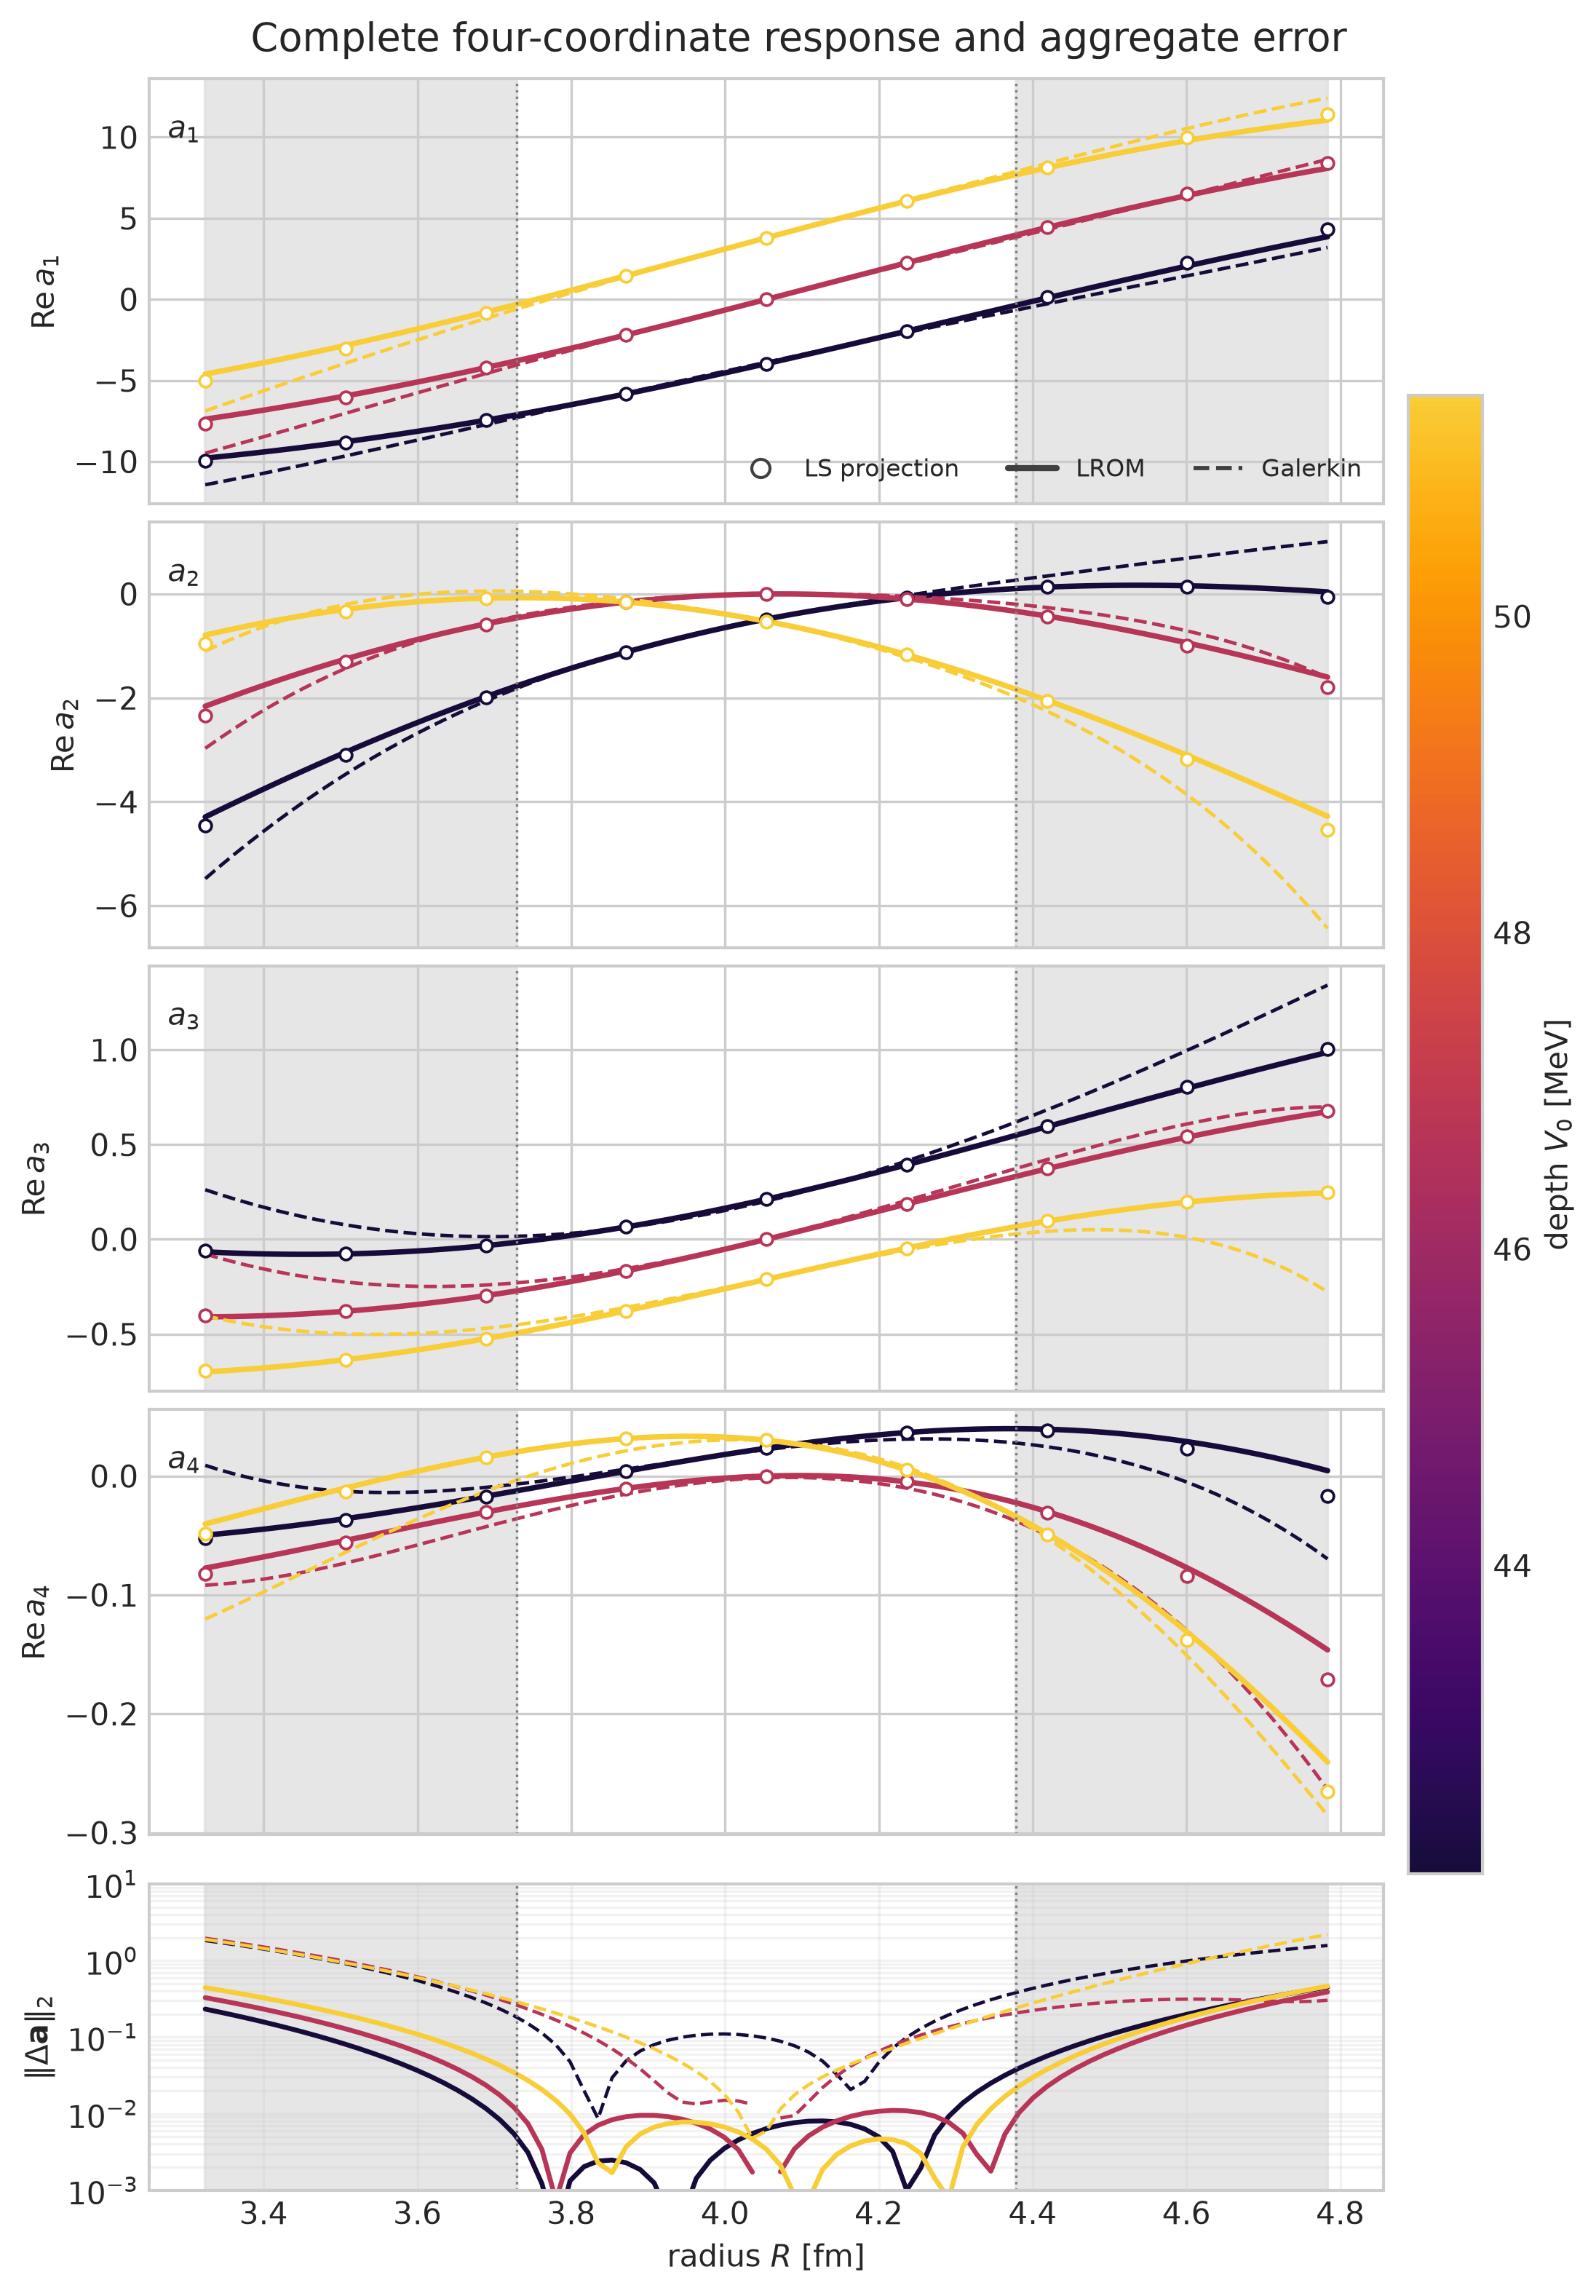 Complete four-coordinate response and aggregate error
a₁
10
5
0
−5
−10
Re a₁
LS projection
LROM
Galerkin
a₂
0
−2
−4
−6
Re a₂
a₃
1.0
0.5
0.0
−0.5
Re a₃
a₄
0.0
−0.1
−0.2
−0.3
Re a₄
10¹
10⁰
10⁻¹
10⁻²
10⁻³
‖Δa‖₂
3.4 3.6 3.8 4.0 4.2 4.4 4.6 4.8
radius R [fm]
50
48
46
44
depth V₀ [MeV]